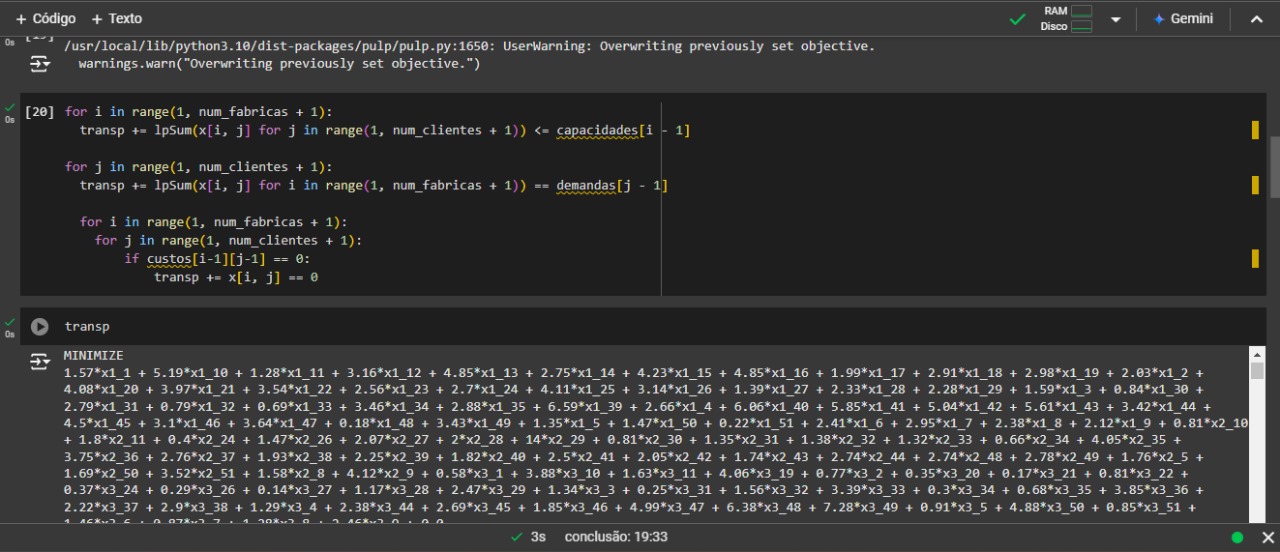 + Código + Texto
RAM
Disco
Gemini
0s
/usr/local/lib/python3.10/dist-packages/pulp/pulp.py:1650: UserWarning: Overwriting previously set objective.
warnings.warn("Overwriting previously set objective.")
0s
[20] for i in range(1, num_fabricas + 1):
transp += lpSum(x[i, j] for j in range(1, num_clientes + 1)) <= capacidades[i - 1]
for j in range(1, num_clientes + 1):
transp += lpSum(x[i, j] for i in range(1, num_fabricas + 1)) == demandas[j - 1]
for i in range(1, num_fabricas + 1):
for j in range(1, num_clientes + 1):
if custos[i-1][j-1] == 0:
transp += x[i, j] == 0
0s
transp
MINIMIZE
1.57*x1_1 + 5.19*x1_10 + 1.28*x1_11 + 3.16*x1_12 + 4.85*x1_13 + 2.75*x1_14 + 4.23*x1_15 + 4.85*x1_16 + 1.99*x1_17 + 2.91*x1_18 + 2.98*x1_19 + 2.03*x1_2 +
4.08*x1_20 + 3.97*x1_21 + 3.54*x1_22 + 2.56*x1_23 + 2.7*x1_24 + 4.11*x1_25 + 3.14*x1_26 + 1.39*x1_27 + 2.33*x1_28 + 2.28*x1_29 + 1.59*x1_3 + 0.84*x1_30 +
2.79*x1_31 + 0.79*x1_32 + 0.69*x1_33 + 3.46*x1_34 + 2.88*x1_35 + 6.59*x1_39 + 2.66*x1_4 + 6.06*x1_40 + 5.85*x1_41 + 5.04*x1_42 + 5.61*x1_43 + 3.42*x1_44 +
4.5*x1_45 + 3.1*x1_46 + 3.64*x1_47 + 0.18*x1_48 + 3.43*x1_49 + 1.35*x1_5 + 1.47*x1_50 + 0.22*x1_51 + 2.41*x1_6 + 2.95*x1_7 + 2.38*x1_8 + 2.12*x1_9 + 0.81*x2_10
+ 1.8*x2_11 + 0.4*x2_24 + 1.47*x2_26 + 2.07*x2_27 + 2*x2_28 + 14*x2_29 + 0.81*x2_30 + 1.35*x2_31 + 1.38*x2_32 + 1.32*x2_33 + 0.66*x2_34 + 4.05*x2_35 +
3.75*x2_36 + 2.76*x2_37 + 1.93*x2_38 + 2.25*x2_39 + 1.82*x2_40 + 2.5*x2_41 + 2.05*x2_42 + 1.74*x2_43 + 2.74*x2_44 + 2.74*x2_48 + 2.78*x2_49 + 1.76*x2_5 +
1.69*x2_50 + 3.52*x2_51 + 1.58*x2_8 + 4.12*x2_9 + 0.58*x3_1 + 3.88*x3_10 + 1.63*x3_11 + 4.06*x3_19 + 0.77*x3_2 + 0.35*x3_20 + 0.17*x3_21 + 0.81*x3_22 +
0.37*x3_24 + 0.29*x3_26 + 0.14*x3_27 + 1.17*x3_28 + 2.47*x3_29 + 1.34*x3_3 + 0.25*x3_31 + 1.56*x3_32 + 3.39*x3_33 + 0.3*x3_34 + 0.68*x3_35 + 3.85*x3_36 +
2.22*x3_37 + 2.9*x3_38 + 1.29*x3_4 + 2.38*x3_44 + 2.69*x3_45 + 1.85*x3_46 + 4.99*x3_47 + 6.38*x3_48 + 7.28*x3_49 + 0.91*x3_5 + 4.88*x3_50 + 0.85*x3_51 +
3s conclusão: 19:33